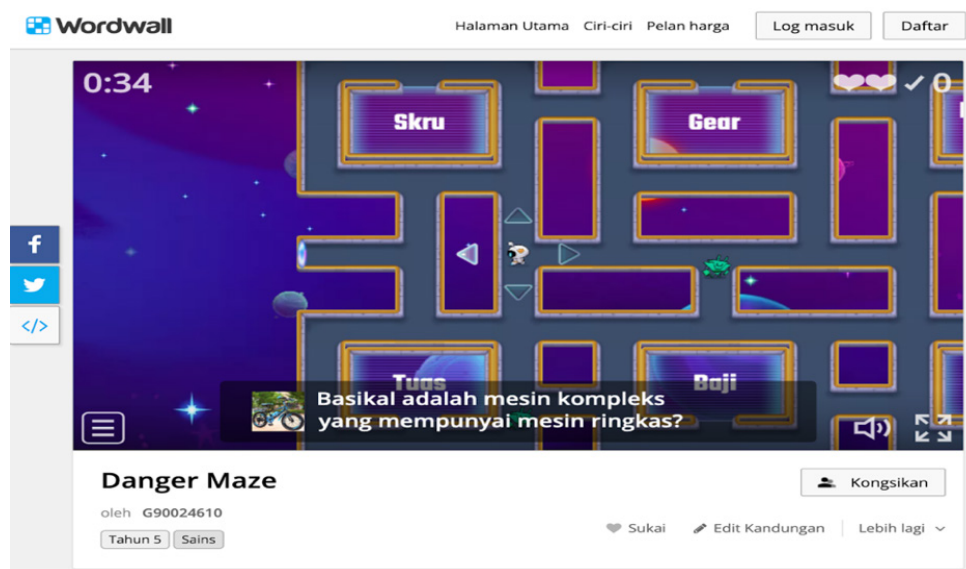 Wordwall
Halaman Utama Ciri-ciri Pelan harga Log masuk Daftar
0:34
0
Skru
Gear
f
</>
Tuas
Baji
Basikal adalah mesin kompleks
yang mempunyai mesin ringkas?
Danger Maze
Kongsikan
oleh G90024610
Sukai Edit Kandungan Lebih lagi
Tahun 5 Sains